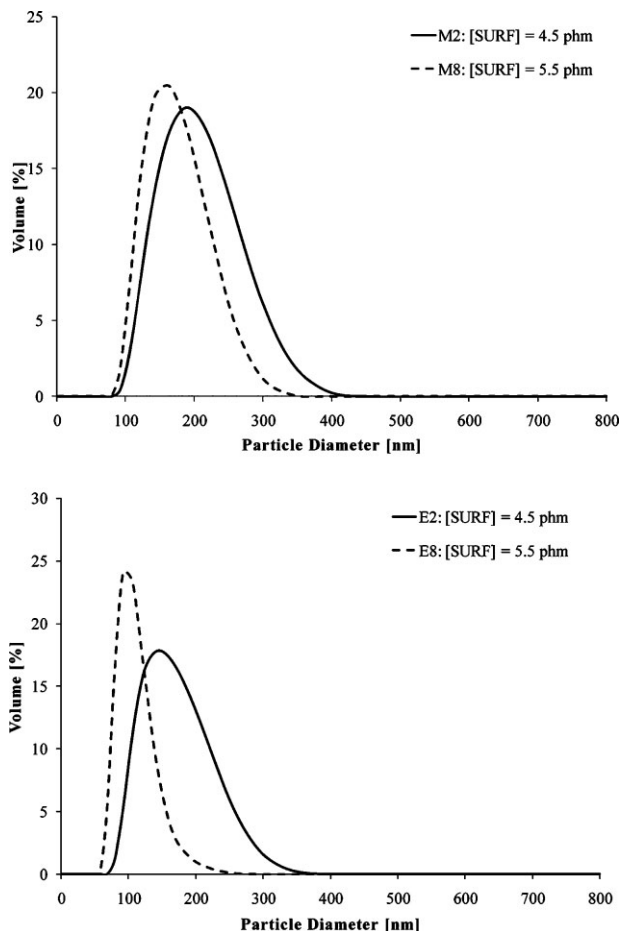 M2: [SURF] = 4.5 phm
M8: [SURF] = 5.5 phm
25
20
15
10
5
0
Volume [%]
0 100 200 300 400 500 600 700 800
Particle Diameter [nm]
E2: [SURF] = 4.5 phm
E8: [SURF] = 5.5 phm
30
25
20
15
10
5
0
Volume [%]
0 100 200 300 400 500 600 700 800
Particle Diameter [nm]